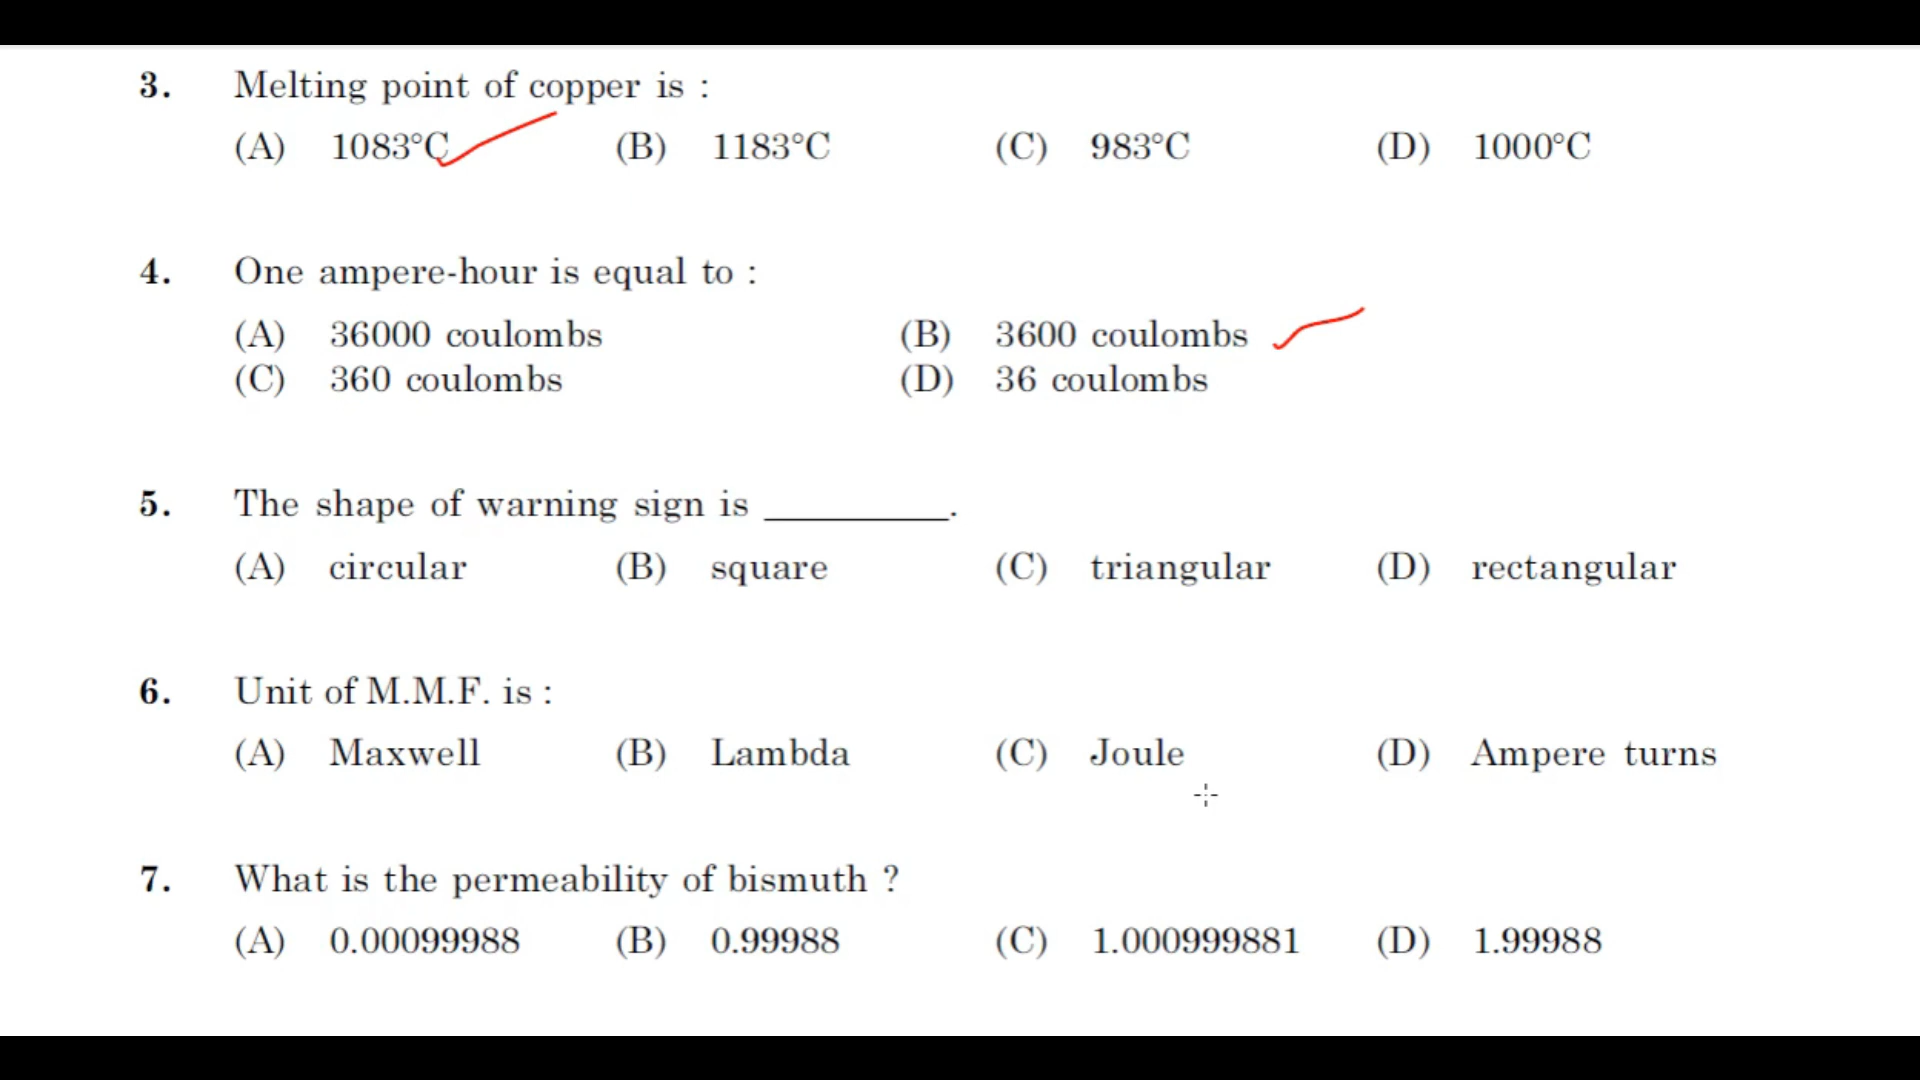 3. Melting point of copper is :
(A) 1083°C (B) 1183°C (C) 983°C (D) 1000°C
4. One ampere-hour is equal to :
(A) 36000 coulombs (B) 3600 coulombs
(C) 360 coulombs (D) 36 coulombs
5. The shape of warning sign is __________.
(A) circular (B) square (C) triangular (D) rectangular
6. Unit of M.M.F. is :
(A) Maxwell (B) Lambda (C) Joule (D) Ampere turns
7. What is the permeability of bismuth ?
(A) 0.00099988 (B) 0.99988 (C) 1.000999881 (D) 1.99988